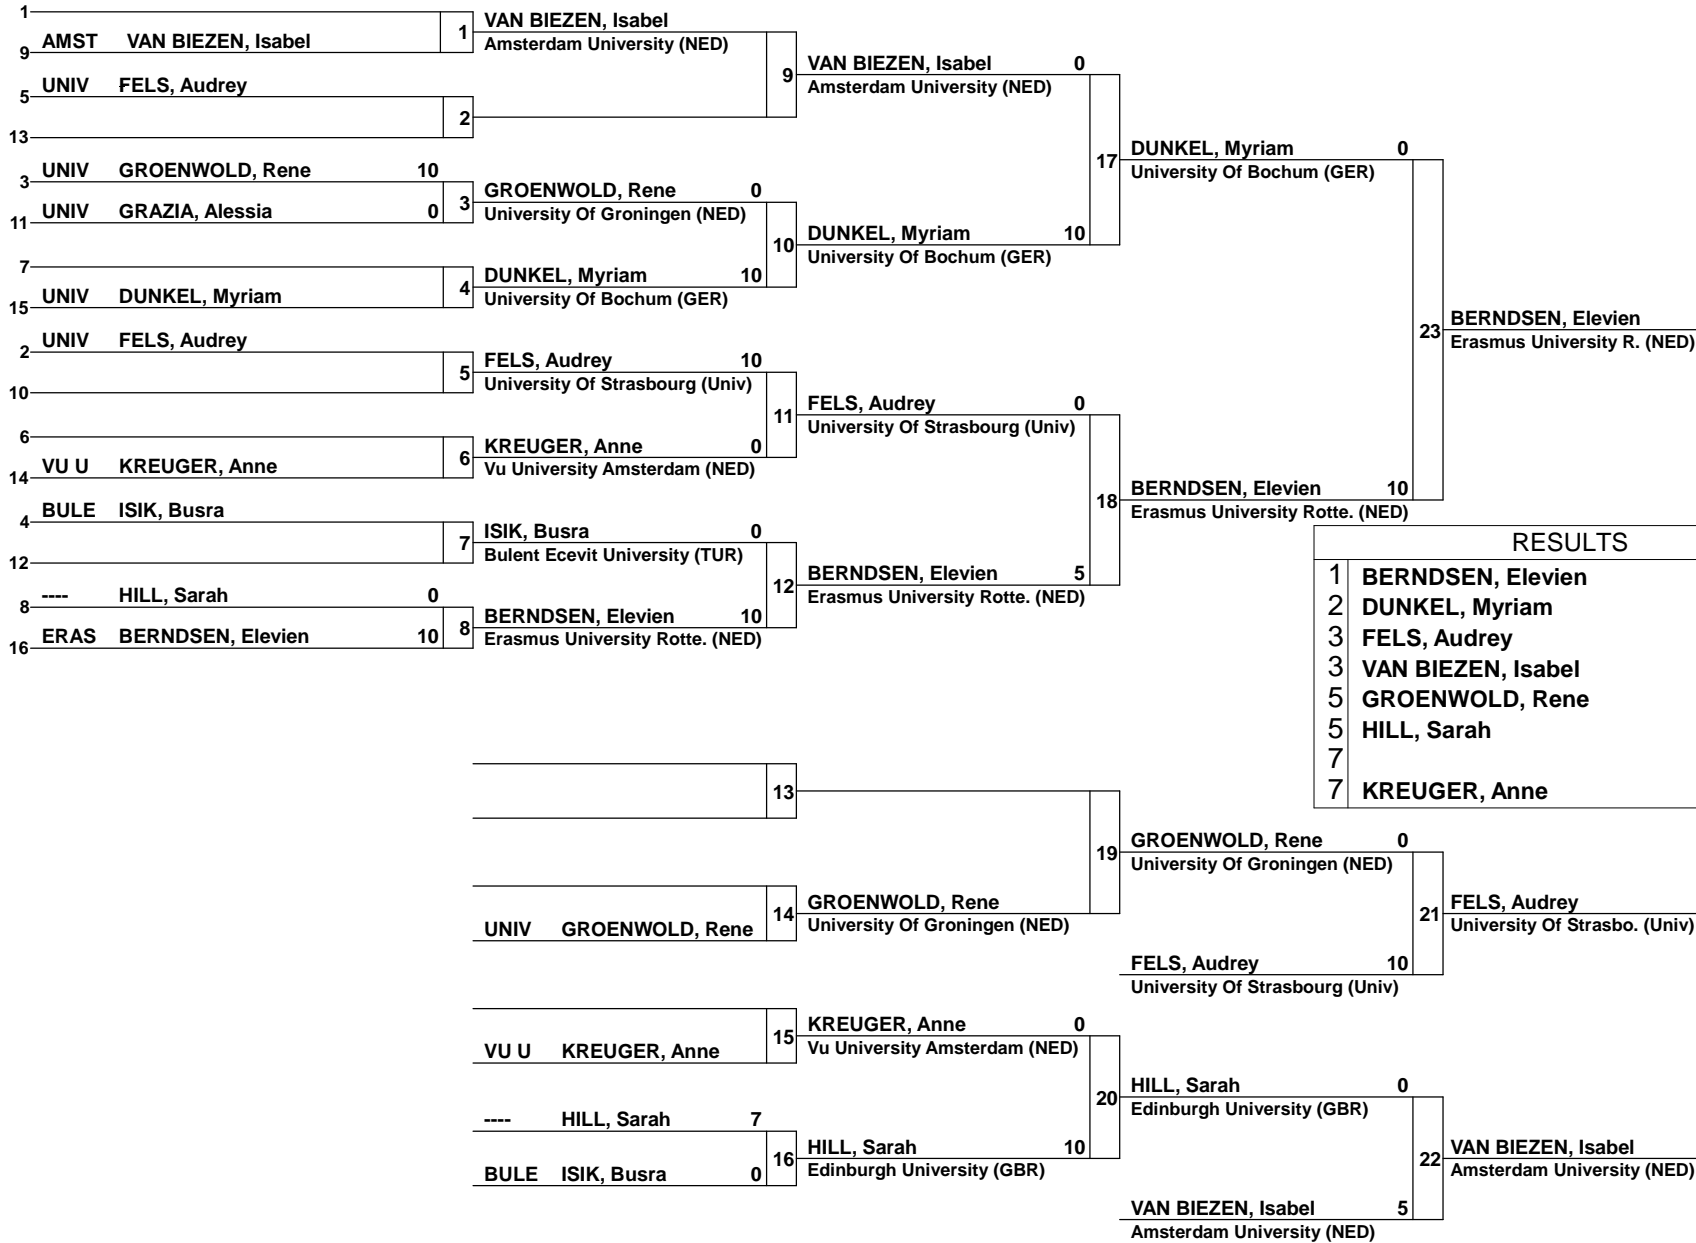 1
AMST VAN BIEZEN, Isabel
9
1
VAN BIEZEN, Isabel
Amsterdam University (NED)
5
UNIV FELS, Audrey
13
2
9
VAN BIEZEN, Isabel 0
Amsterdam University (NED)
3
UNIV GROENWOLD, Rene 10
11
UNIV GRAZIA, Alessia 0
3
GROENWOLD, Rene 0
University Of Groningen (NED)
7
15
UNIV DUNKEL, Myriam
4
DUNKEL, Myriam 10
University Of Bochum (GER)
10
DUNKEL, Myriam 10
University Of Bochum (GER)
17
DUNKEL, Myriam 0
University Of Bochum (GER)
2
UNIV FELS, Audrey
10
5
FELS, Audrey 10
University Of Strasbourg (Univ)
6
14
VU U KREUGER, Anne
6
KREUGER, Anne 0
Vu University Amsterdam (NED)
11
FELS, Audrey 0
University Of Strasbourg (Univ)
4
BULE ISIK, Busra
12
7
ISIK, Busra 0
Bulent Ecevit University (TUR)
8
---- HILL, Sarah 0
16
ERAS BERNDSEN, Elevien 10
8
BERNDSEN, Elevien 10
Erasmus University Rotte. (NED)
12
BERNDSEN, Elevien 5
Erasmus University Rotte. (NED)
18
BERNDSEN, Elevien 10
Erasmus University Rotte. (NED)
23
BERNDSEN, Elevien
Erasmus University R. (NED)
RESULTS
1 BERNDSEN, Elevien
2 DUNKEL, Myriam
3 FELS, Audrey
3 VAN BIEZEN, Isabel
5 GROENWOLD, Rene
5 HILL, Sarah
7
7 KREUGER, Anne
13
UNIV GROENWOLD, Rene
14
GROENWOLD, Rene
University Of Groningen (NED)
19
GROENWOLD, Rene 0
University Of Groningen (NED)
FELS, Audrey 10
University Of Strasbourg (Univ)
21
FELS, Audrey
University Of Strasbo. (Univ)
VU U KREUGER, Anne
15
KREUGER, Anne 0
Vu University Amsterdam (NED)
---- HILL, Sarah 7
BULE ISIK, Busra 0
16
HILL, Sarah 10
Edinburgh University (GBR)
20
HILL, Sarah 0
Edinburgh University (GBR)
VAN BIEZEN, Isabel 5
Amsterdam University (NED)
22
VAN BIEZEN, Isabel
Amsterdam University (NED)